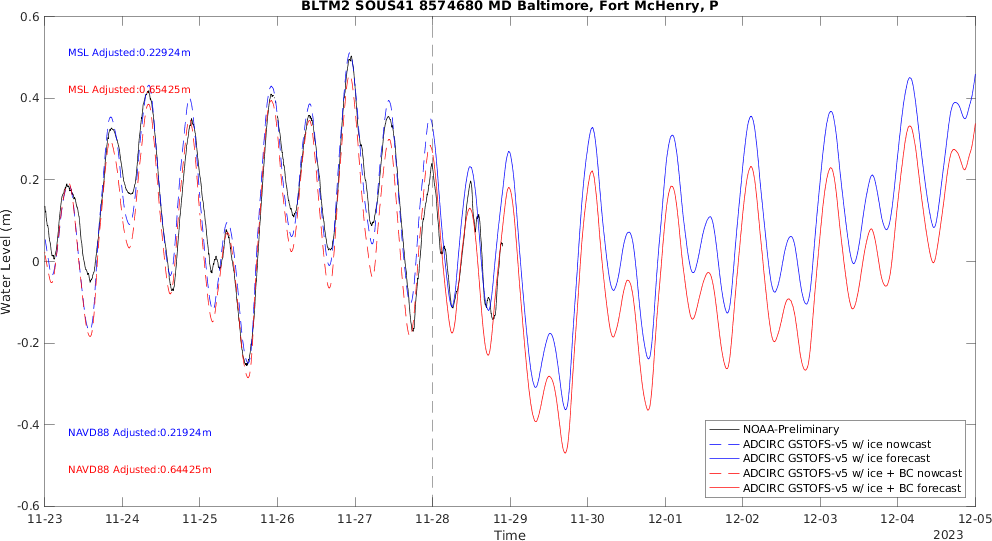 BLTM2 SOUS41 8574680 MD Baltimore, Fort McHenry, P
0.6
MSL Adjusted:0.22924m
MSL Adjusted:0.65425m
0.4
0.2
0
-0.2
-0.4
-0.6
Water Level (m)
NAVD88 Adjusted:0.21924m
NAVD88 Adjusted:0.64425m
NOAA-Preliminary
ADCIRC GSTOFS-v5 w/ ice nowcast
ADCIRC GSTOFS-v5 w/ ice forecast
ADCIRC GSTOFS-v5 w/ ice + BC nowcast
ADCIRC GSTOFS-v5 w/ ice + BC forecast
11-23 11-24 11-25 11-26 11-27 11-28 11-29 11-30 12-01 12-02 12-03 12-04 12-05
Time
2023